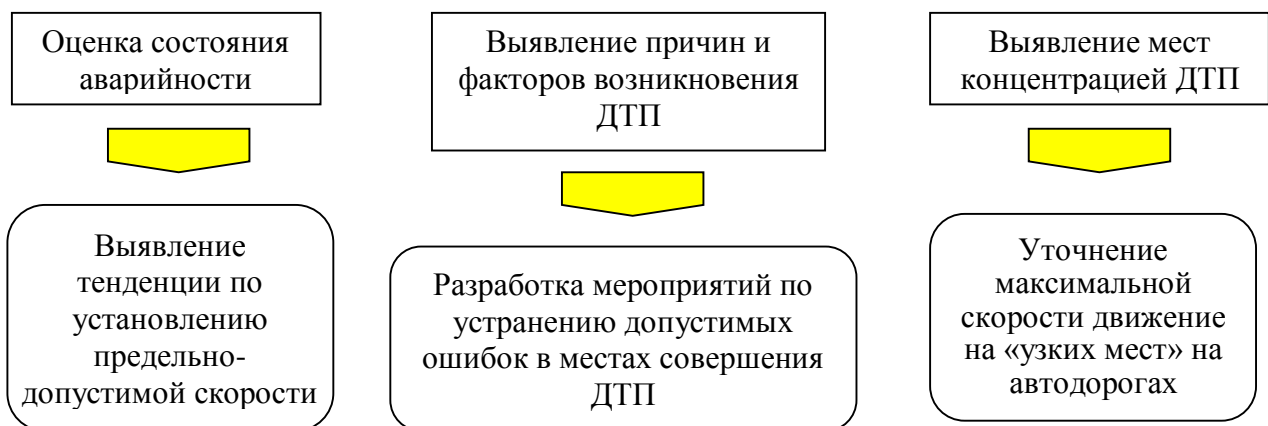 Оценка состояния
аварийности
Выявление причин и
факторов возникновения
ДТП
Выявление мест
концентрацией ДТП
Выявление
тенденции по
установлению
предельно-
допустимой скорости
Разработка мероприятий по
устранению допустимых
ошибок в местах совершения
ДТП
Уточнение
максимальной
скорости движение
на «узких мест» на
автодорогах